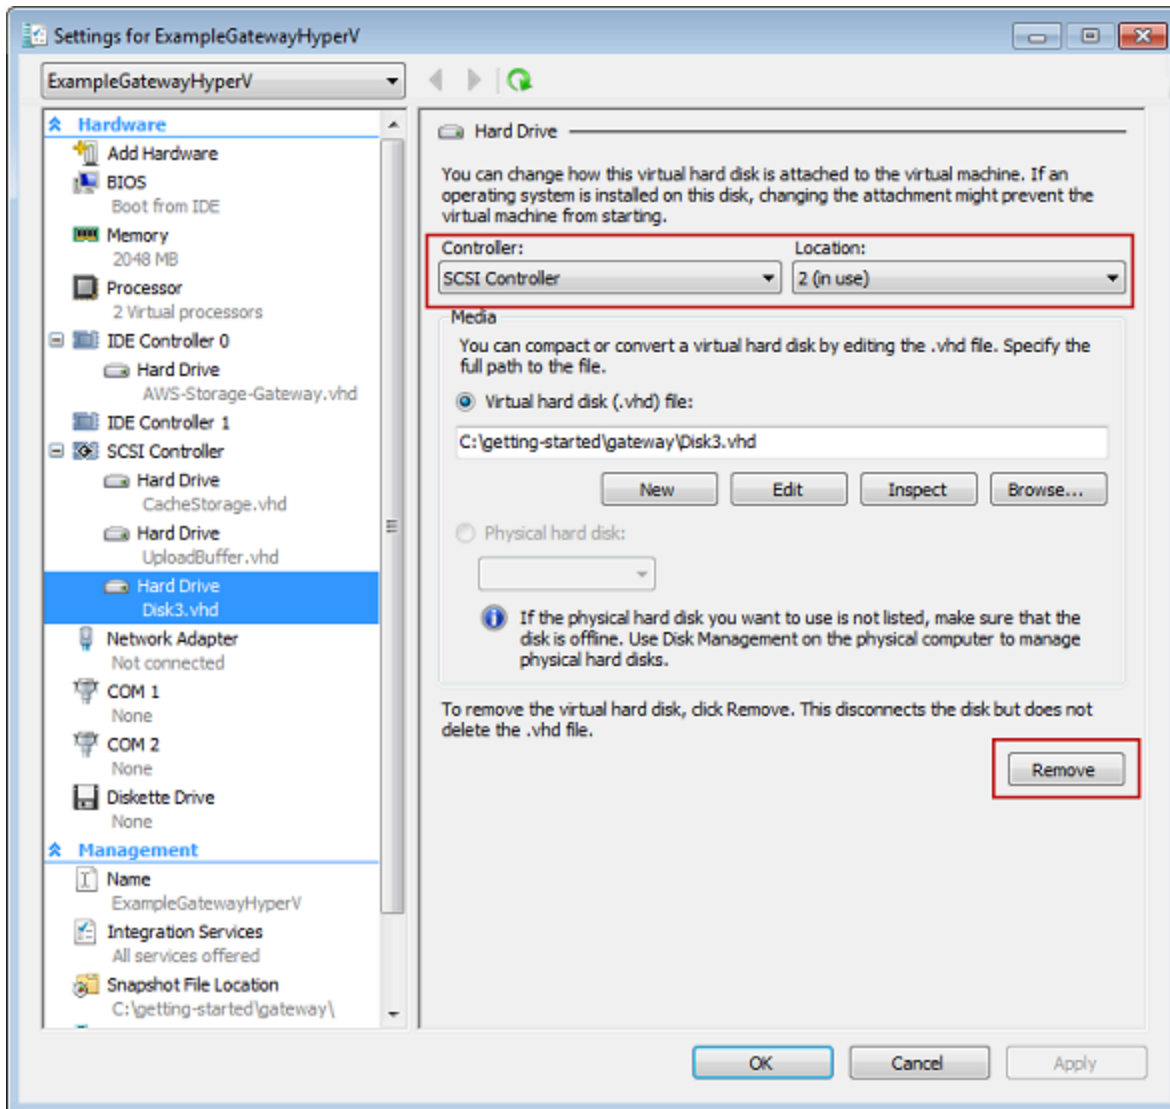 Settings for ExampleGatewayHyperV
ExampleGatewayHyperV
Hardware
Add Hardware
BIOS
Boot from IDE
Memory
2048 MB
Processor
2 Virtual processors
IDE Controller 0
Hard Drive
AWS-Storage-Gateway.vhd
IDE Controller 1
SCSI Controller
Hard Drive
CacheStorage.vhd
Hard Drive
UploadBuffer.vhd
Hard Drive
Disk3.vhd
Network Adapter
Not connected
COM 1
None
COM 2
None
Diskette Drive
None
Management
Name
ExampleGatewayHyperV
Integration Services
All services offered
Snapshot File Location
C:\getting-started\gateway\
Hard Drive
You can change how this virtual hard disk is attached to the virtual machine. If an
operating system is installed on this disk, changing the attachment might prevent the
virtual machine from starting.
Controller: Location:
SCSI Controller 2 (in use)
Media
You can compact or convert a virtual hard disk by editing the .vhd file. Specify the
full path to the file.
Virtual hard disk (.vhd) file:
C:\getting-started\gateway\Disk3.vhd
New Edit Inspect Browse...
Physical hard disk:
If the physical hard disk you want to use is not listed, make sure that the
disk is offline. Use Disk Management on the physical computer to manage
physical hard disks.
To remove the virtual hard disk, click Remove. This disconnects the disk but does not
delete the .vhd file.
Remove
OK Cancel Apply